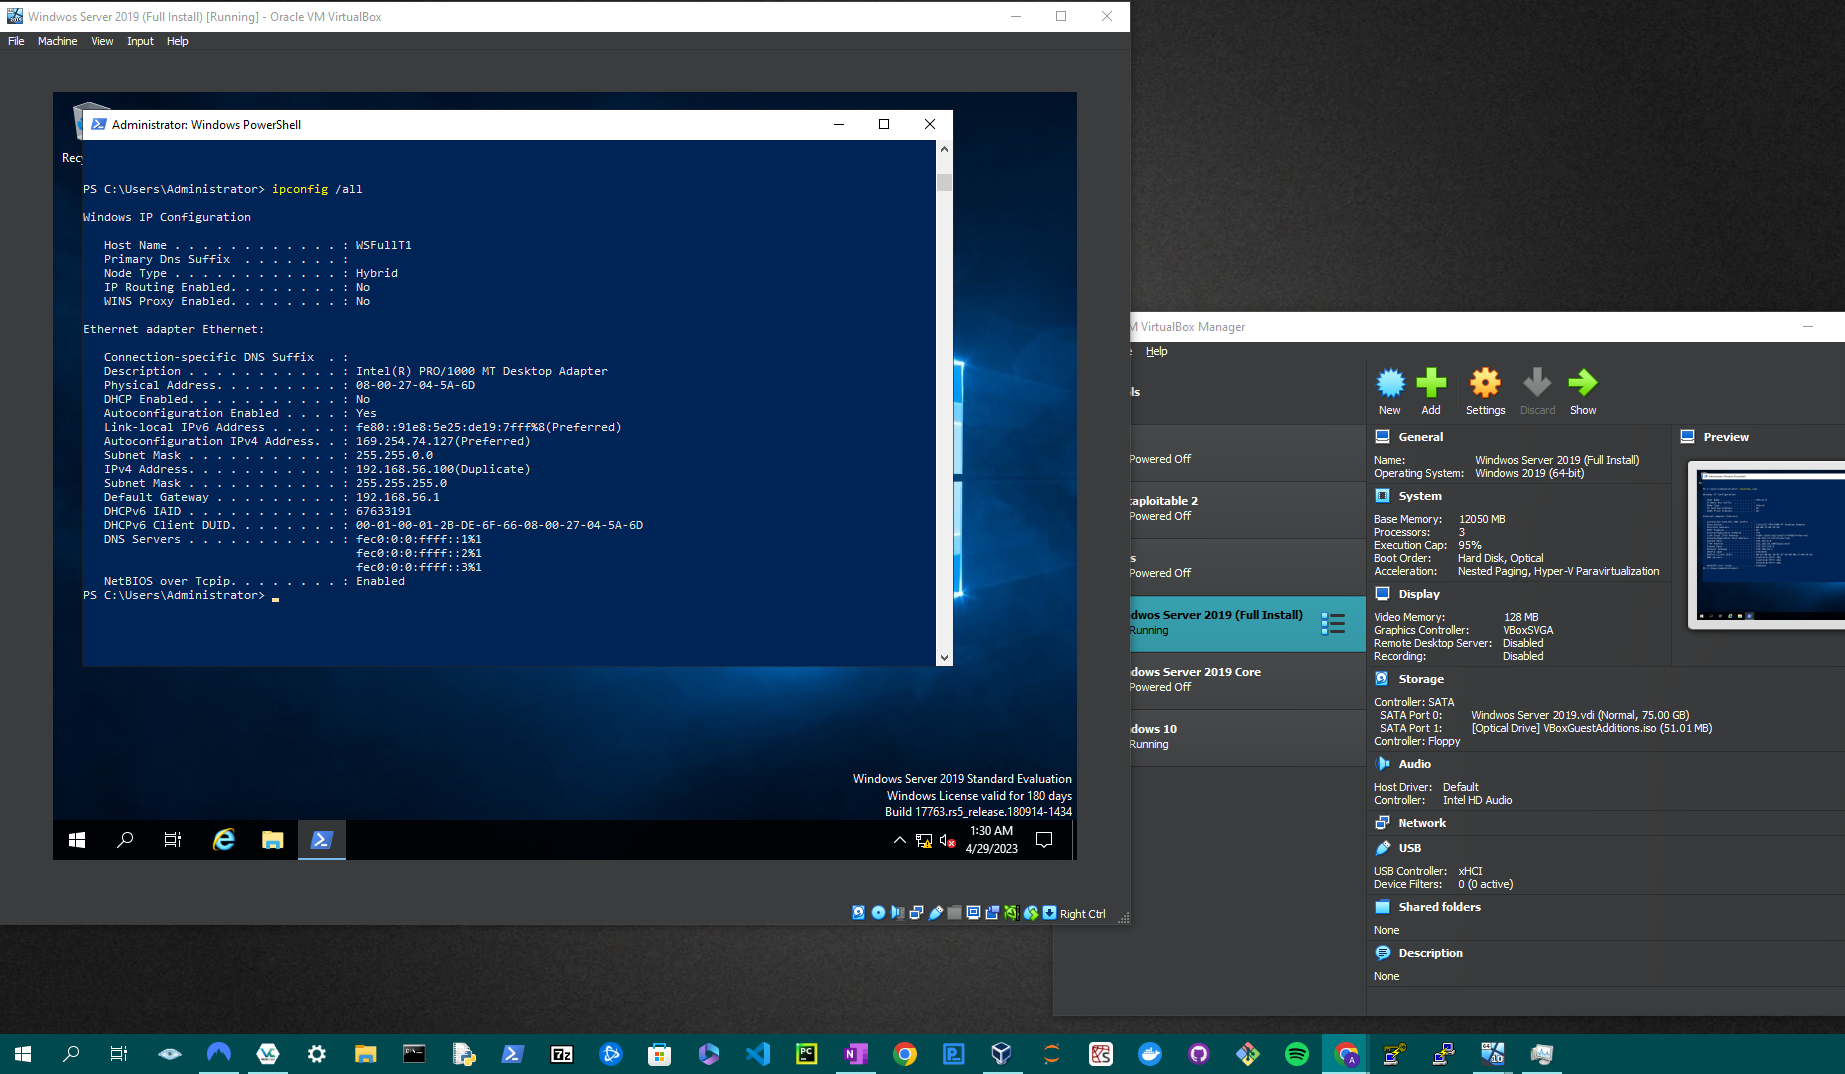 Windwos Server 2019 (Full Install) [Running] - Oracle VM VirtualBox
File Machine View Input Help
Recy
Administrator: Windows PowerShell
PS C:\Users\Administrator> ipconfig /all
Windows IP Configuration
Host Name . . . . . . . . . . . . : WSFullT1
Primary Dns Suffix  . . . . . . . :
Node Type . . . . . . . . . . . . : Hybrid
IP Routing Enabled. . . . . . . . : No
WINS Proxy Enabled. . . . . . . . : No
Ethernet adapter Ethernet:
Connection-specific DNS Suffix  . :
Description . . . . . . . . . . . : Intel(R) PRO/1000 MT Desktop Adapter
Physical Address. . . . . . . . . : 08-00-27-04-5A-6D
DHCP Enabled. . . . . . . . . . . : No
Autoconfiguration Enabled . . . . : Yes
Link-local IPv6 Address . . . . . : fe80::91e8:5e25:de19:7fff%8(Preferred)
Autoconfiguration IPv4 Address. . : 169.254.74.127(Preferred)
Subnet Mask . . . . . . . . . . . : 255.255.0.0
IPv4 Address. . . . . . . . . . . : 192.168.56.100(Duplicate)
Subnet Mask . . . . . . . . . . . : 255.255.255.0
Default Gateway . . . . . . . . . : 192.168.56.1
DHCPv6 IAID . . . . . . . . . . . : 67633191
DHCPv6 Client DUID. . . . . . . . : 00-01-00-01-2B-DE-6F-66-08-00-27-04-5A-6D
DNS Servers . . . . . . . . . . . : fec0:0:0:ffff::1%1
fec0:0:0:ffff::2%1
fec0:0:0:ffff::3%1
NetBIOS over Tcpip. . . . . . . . : Enabled
PS C:\Users\Administrator>
Windows Server 2019 Standard Evaluation
Windows License valid for 180 days
Build 17763.rs5_release.180914-1434
1:30 AM
4/29/2023
Right Ctrl
M VirtualBox Manager
e Help
ls
New Add Settings Discard Show
Powered Off
taploitable 2
Powered Off
s
Powered Off
dwos Server 2019 (Full Install)
Running
dows Server 2019 Core
Powered Off
dows 10
Running
General
Name: Windwos Server 2019 (Full Install)
Operating System: Windows 2019 (64-bit)
System
Base Memory: 12050 MB
Processors: 3
Execution Cap: 95%
Boot Order: Hard Disk, Optical
Acceleration: Nested Paging, Hyper-V Paravirtualization
Display
Video Memory: 128 MB
Graphics Controller: VBoxSVGA
Remote Desktop Server: Disabled
Recording: Disabled
Storage
Controller: SATA
SATA Port 0: Windwos Server 2019.vdi (Normal, 75.00 GB)
SATA Port 1: [Optical Drive] VBoxGuestAdditions.iso (51.01 MB)
Controller: Floppy
Audio
Host Driver: Default
Controller: Intel HD Audio
Network
USB
USB Controller: xHCI
Device Filters: 0 (0 active)
Shared folders
None
Description
None
Preview